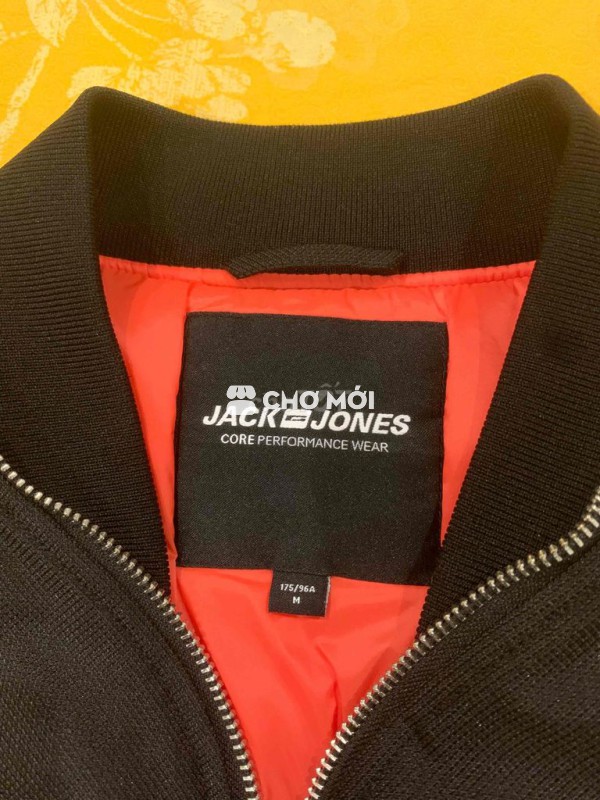 CHỢ MỚI
JACK JONES
CORE PERFORMANCE WEAR
175/96A
M